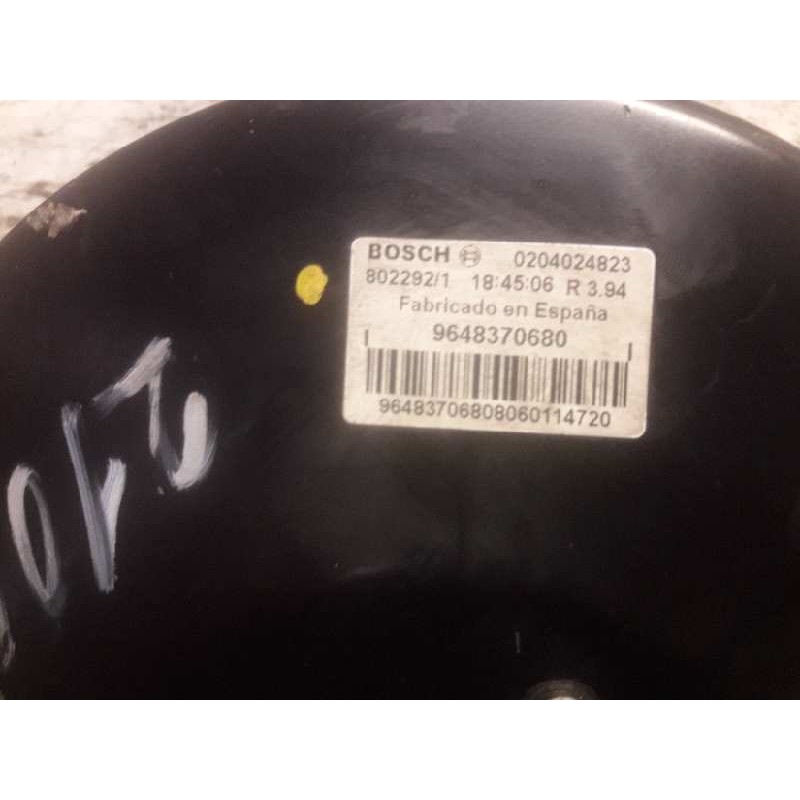 BOSCH 0204024823
802292/1 18:45:06 R 3.94
Fabricado en España
9648370680
96483706808060114720